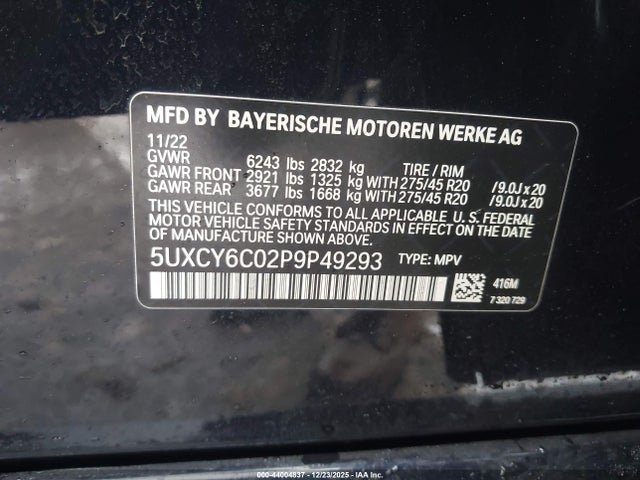 MFD BY BAYERISCHE MOTOREN WERKE AG
11/22
GVWR 6243 lbs 2832 kg TIRE / RIM
GAWR FRONT 2921 lbs 1325 kg WITH 275/45 R20 /9.0J x 20
GAWR REAR 3677 lbs 1668 kg WITH 275/45 R20 /9.0J x 20
THIS VEHICLE CONFORMS TO ALL APPLICABLE U. S. FEDERAL
MOTOR VEHICLE SAFETY STANDARDS IN EFFECT ON THE
DATE OF MANUFACTURE SHOWN ABOVE.
5UXCY6C02P9P49293 TYPE: MPV
416M
7 320 729
000-44004837 - 12/23/2025 - IAA Inc.